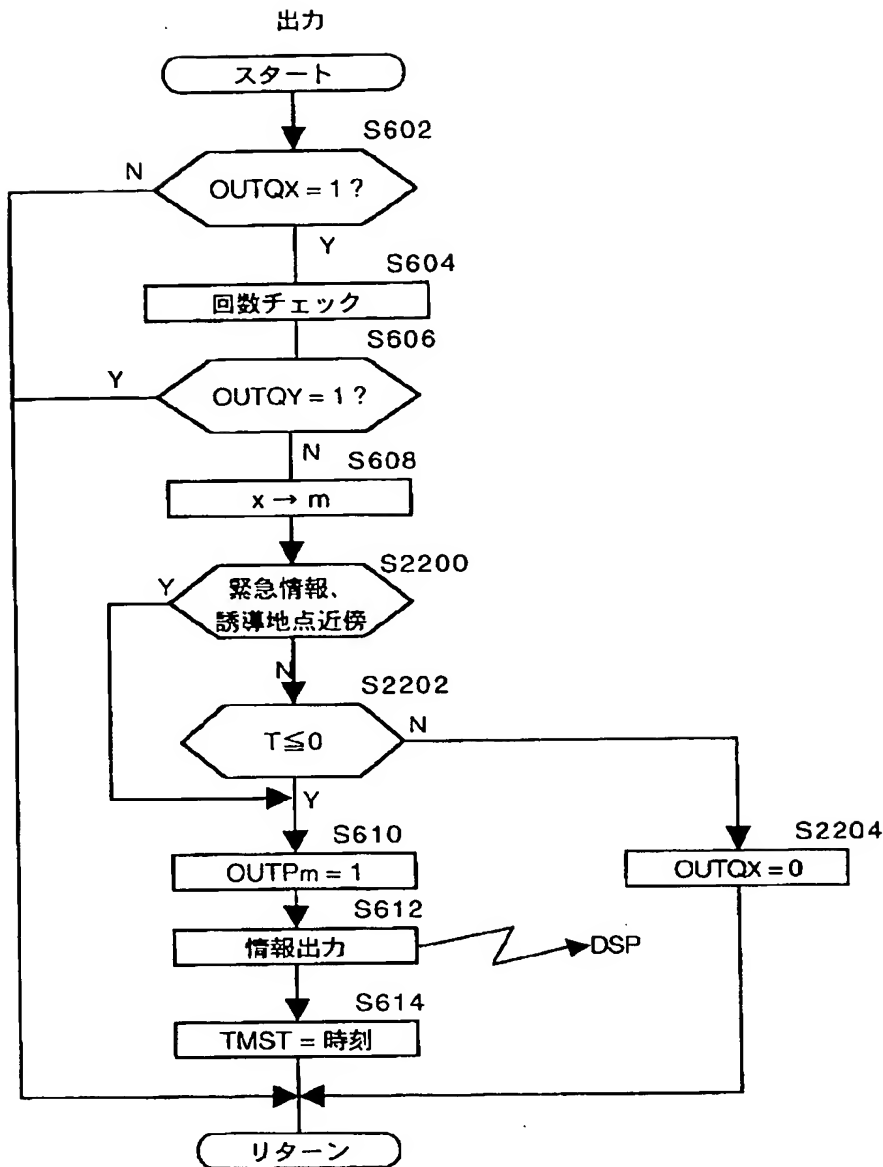 出力
スタート
S602
N
OUTQX = 1 ?
Y
S604
回数チェック
S606
Y
OUTQY = 1 ?
N
S608
x → m
S2200
Y
緊急情報、
誘導地点近傍
N
S2202
T≦0
N
Y
S610
OUTPm = 1
S2204
OUTQX = 0
S612
情報出力
DSP
S614
TMST = 時刻
リターン